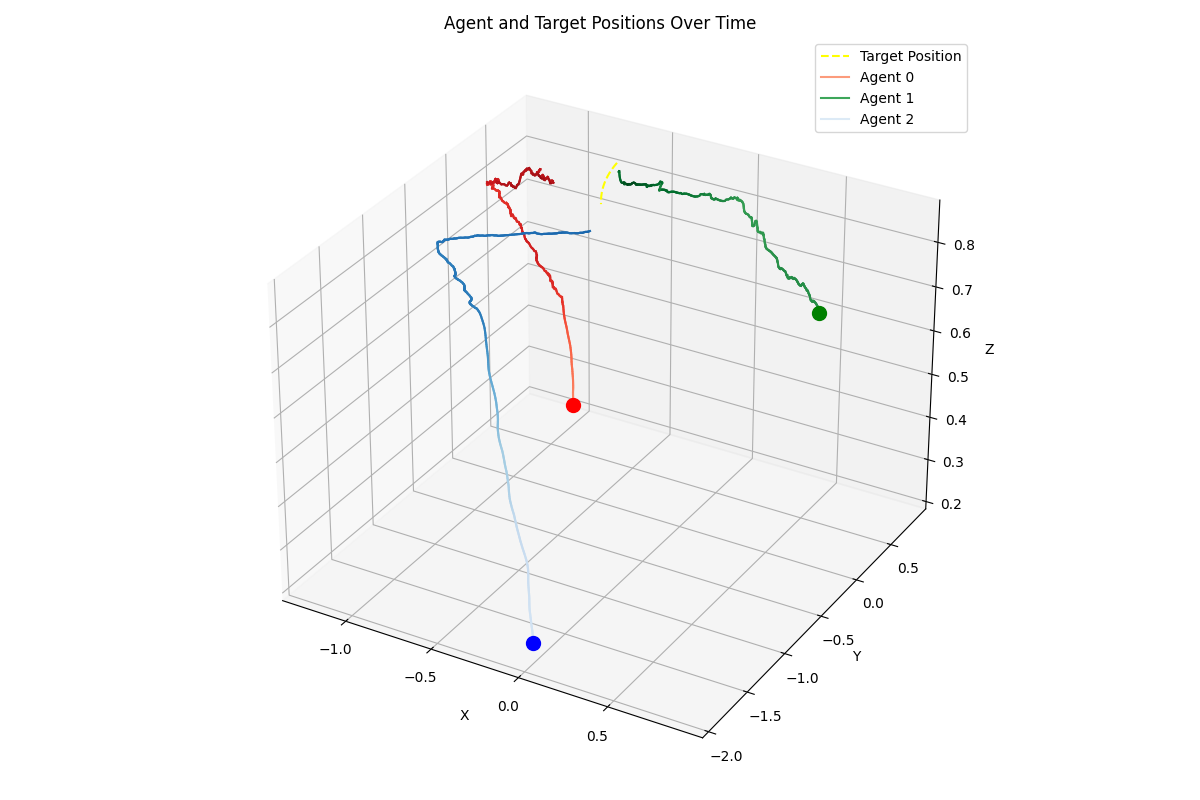 Agent and Target Positions Over Time
Target Position
Agent 0
Agent 1
Agent 2
0.8
0.7
0.6
0.5
0.4
0.3
0.2
Z
0.5
0.0
−0.5
−1.0
−1.5
−2.0
Y
−1.0
−0.5
0.0
0.5
X